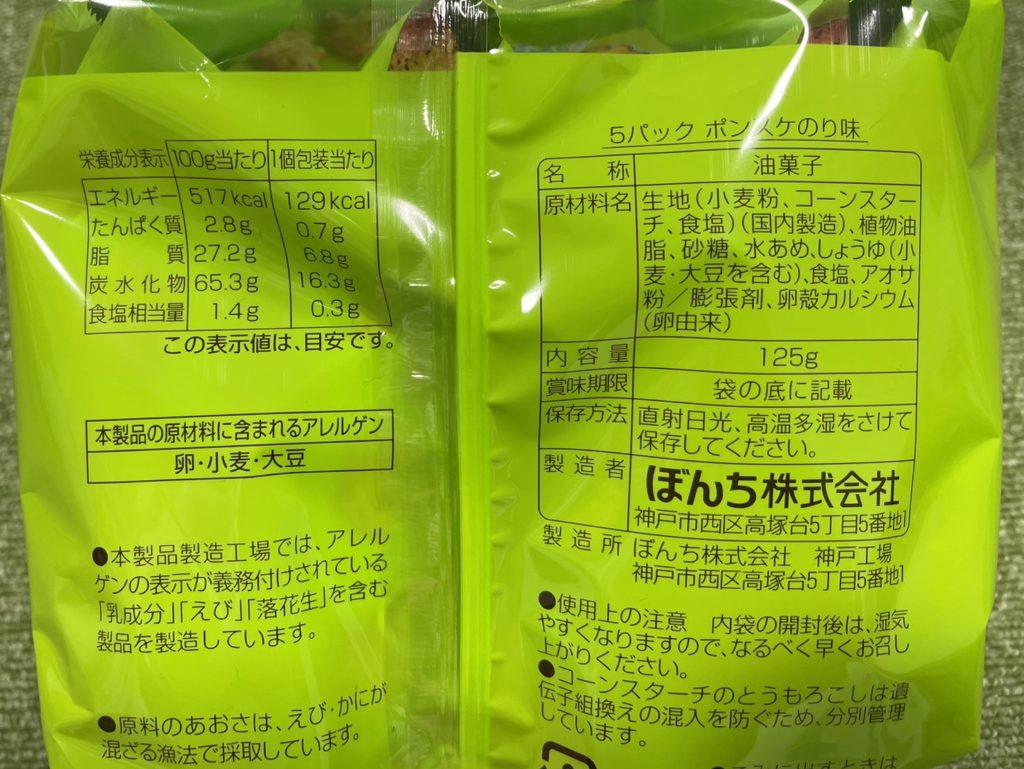 栄養成分表示 100g当たり 1個包装当たり
エネルギー 517kcal 129kcal
たんぱく質 2.8g 0.7g
脂質 27.2g 6.8g
炭水化物 65.3g 16.3g
食塩相当量 1.4g 0.3g
この表示値は、目安です。
本製品の原材料に含まれるアレルゲン
卵・小麦・大豆
●本製品製造工場では、アレル
ゲンの表示が義務付けされている
「乳成分」「えび」「落花生」を含む
製品を製造しています。
●原料のあおさは、えび・かにが
混ざる漁法で採取しています。
5パック ポンスケのり味
名称 油菓子
原材料名 生地(小麦粉、コーンスター
チ、食塩)(国内製造)、植物油
脂、砂糖、水あめ、しょうゆ(小
麦・大豆を含む)、食塩、アオサ
粉／膨張剤、卵殻カルシウム
(卵由来)
内容量 125g
賞味期限 袋の底に記載
保存方法 直射日光、高温多湿をさけて
保存してください。
製造者 ぼんち株式会社
神戸市西区高塚台5丁目5番地1
製造所 ぼんち株式会社 神戸工場
神戸市西区高塚台5丁目5番地1
●使用上の注意 内袋の開封後は、湿気
やすくなりますので、なるべく早くお召し
上がりください。
●コーンスターチのとうもろこしは遺
伝子組換えの混入を防ぐため、分別管理
しています。